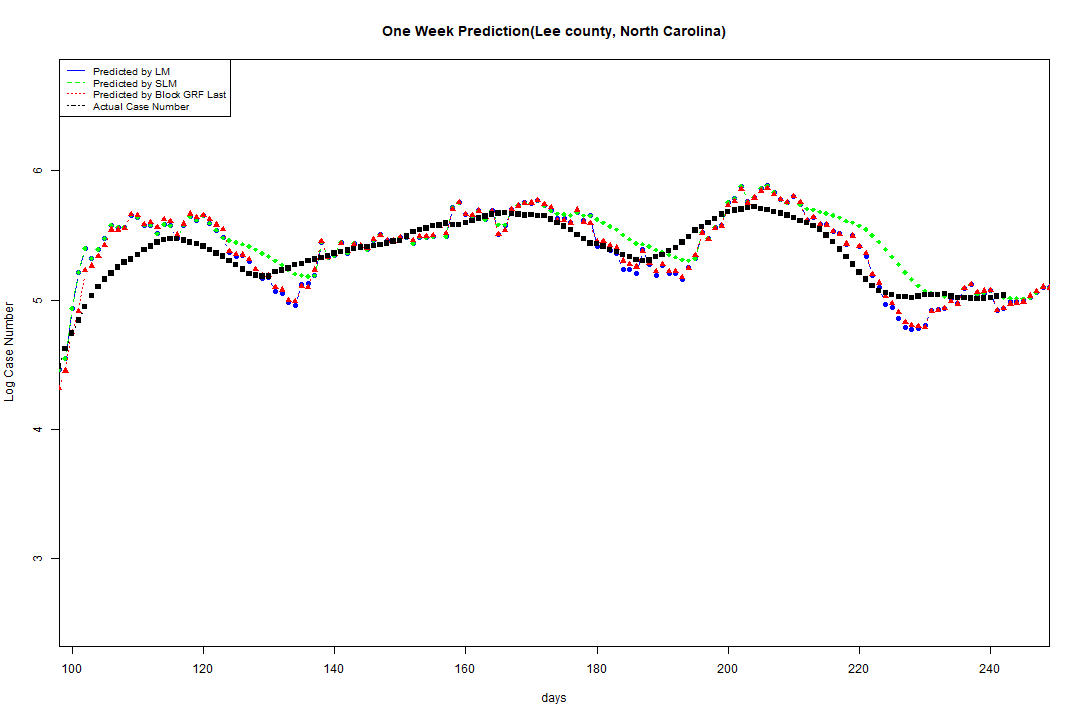 One Week Prediction(Lee county, North Carolina)
Predicted by LM
Predicted by SLM
Predicted by Block GRF Last
Actual Case Number
6
5
4
3
Log Case Number
100 120 140 160 180 200 220 240
days